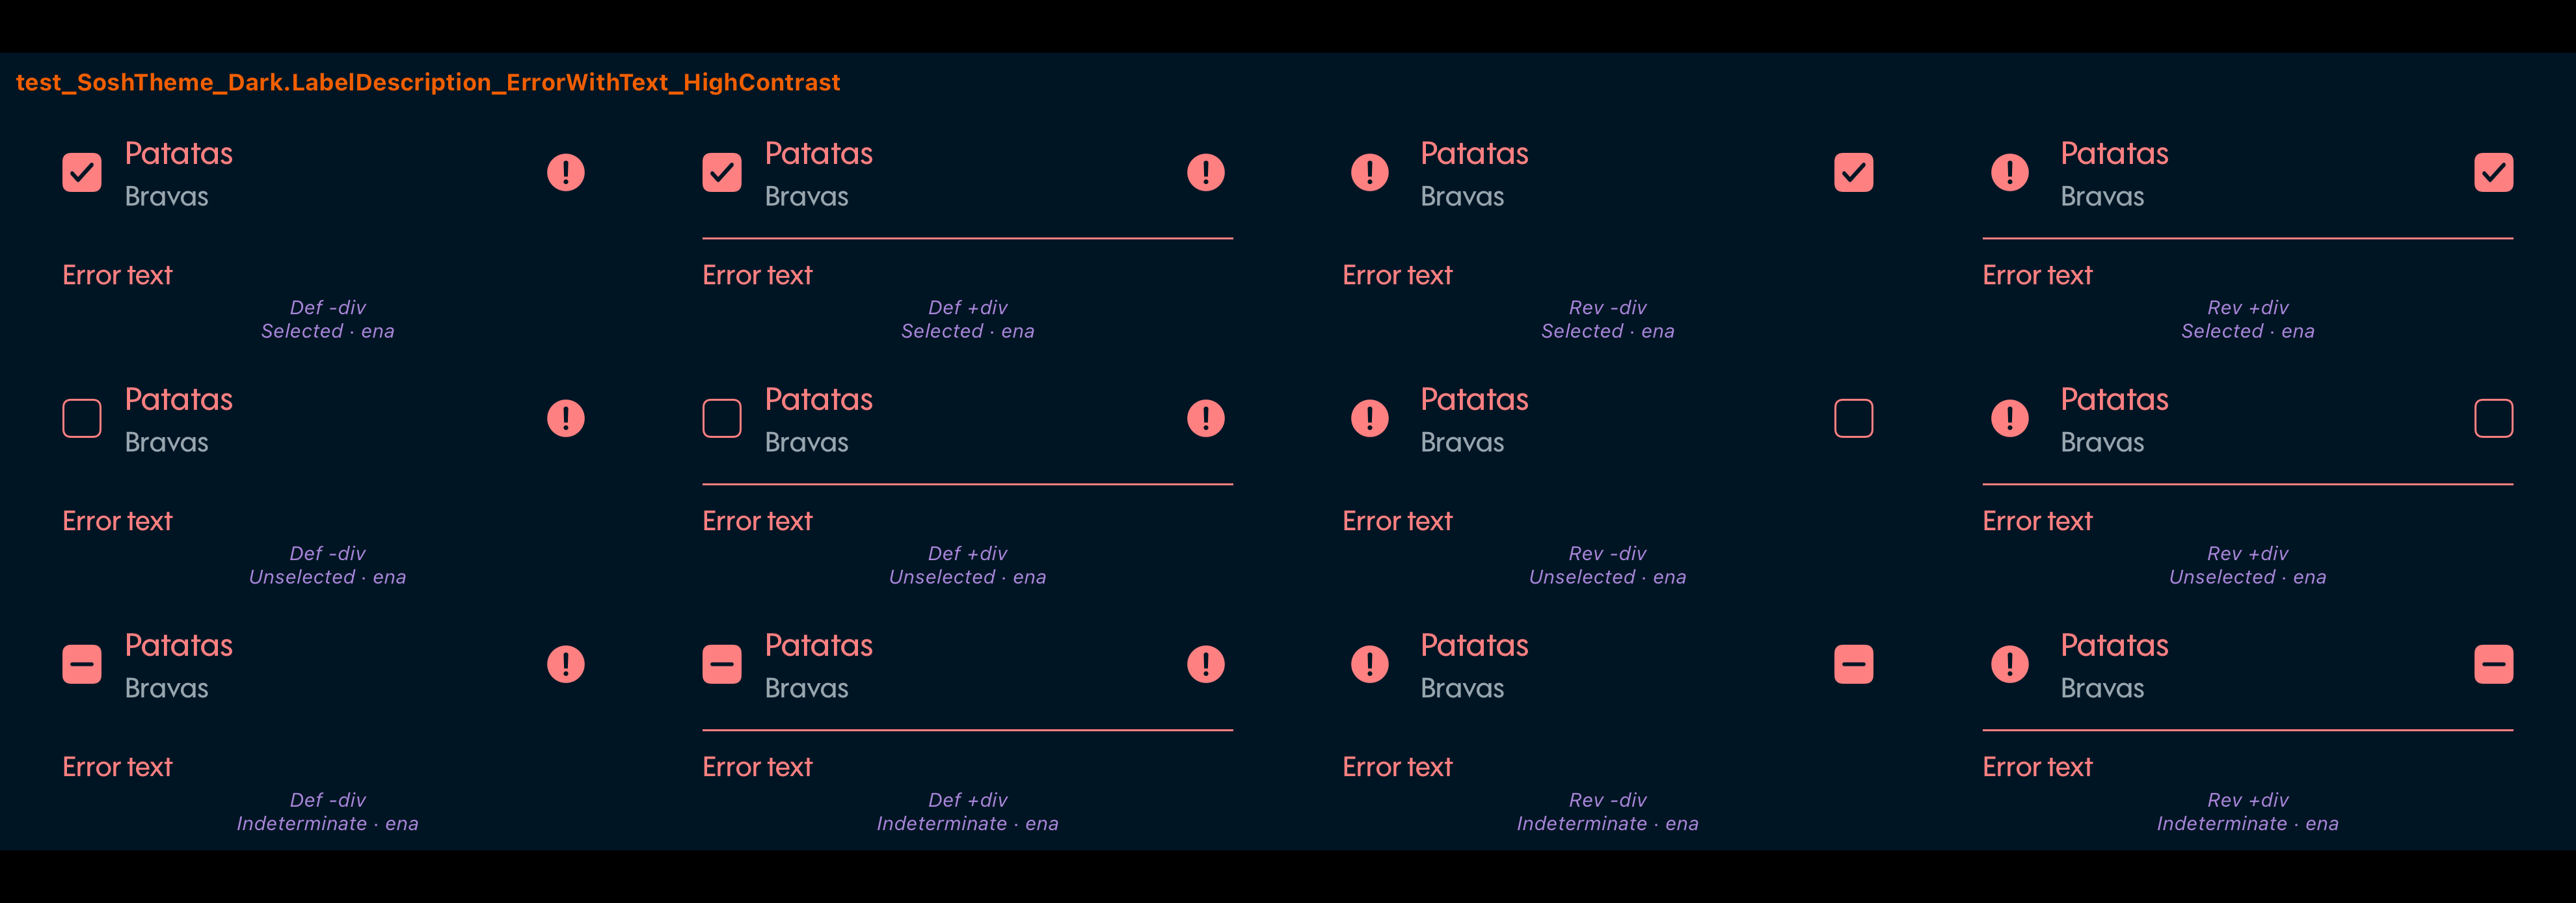 test_SoshTheme_Dark.LabelDescription_ErrorWithText_HighContrast
Patatas
Bravas
Error text
Def -div
Selected · ena
Patatas
Bravas
Error text
Def +div
Selected · ena
Patatas
Bravas
Error text
Rev -div
Selected · ena
Patatas
Bravas
Error text
Rev +div
Selected · ena
Patatas
Bravas
Error text
Def -div
Unselected · ena
Patatas
Bravas
Error text
Def +div
Unselected · ena
Patatas
Bravas
Error text
Rev -div
Unselected · ena
Patatas
Bravas
Error text
Rev +div
Unselected · ena
Patatas
Bravas
Error text
Def -div
Indeterminate · ena
Patatas
Bravas
Error text
Def +div
Indeterminate · ena
Patatas
Bravas
Error text
Rev -div
Indeterminate · ena
Patatas
Bravas
Error text
Rev +div
Indeterminate · ena